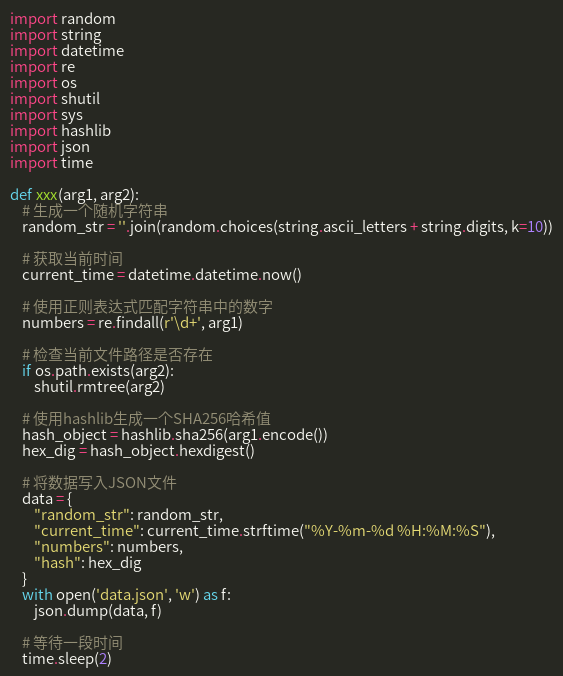 import random
import string
import datetime
import re
import os
import shutil
import sys
import hashlib
import json
import time
def xxx(arg1, arg2):
# 生成一个随机字符串
random_str = ''.join(random.choices(string.ascii_letters + string.digits, k=10))
# 获取当前时间
current_time = datetime.datetime.now()
# 使用正则表达式匹配字符串中的数字
numbers = re.findall(r'\d+', arg1)
# 检查当前文件路径是否存在
if os.path.exists(arg2):
shutil.rmtree(arg2)
# 使用hashlib生成一个SHA256哈希值
hash_object = hashlib.sha256(arg1.encode())
hex_dig = hash_object.hexdigest()
# 将数据写入JSON文件
data = {
"random_str": random_str,
"current_time": current_time.strftime("%Y-%m-%d %H:%M:%S"),
"numbers": numbers,
"hash": hex_dig
}
with open('data.json', 'w') as f:
json.dump(data, f)
# 等待一段时间
time.sleep(2)